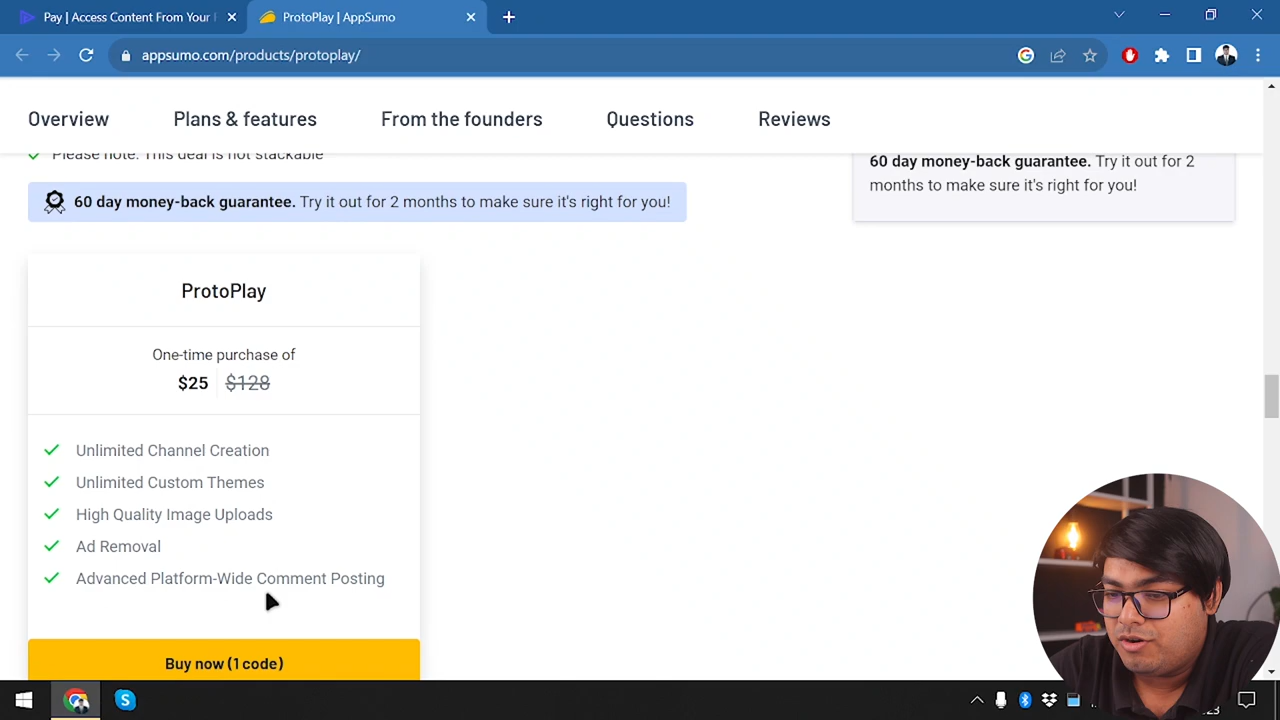 Pay | Access Content From Your
ProtoPlay | AppSumo
appsumo.com/products/protoplay/
Overview
Plans & features
From the founders
Questions
Reviews
Please note: This deal is not stackable
60 day money-back guarantee. Try it out for 2
months to make sure it's right for you!
60 day money-back guarantee. Try it out for 2 months to make sure it's right for you!
ProtoPlay
One-time purchase of
$25 $128
Unlimited Channel Creation
Unlimited Custom Themes
High Quality Image Uploads
Ad Removal
Advanced Platform-Wide Comment Posting
Buy now (1 code)